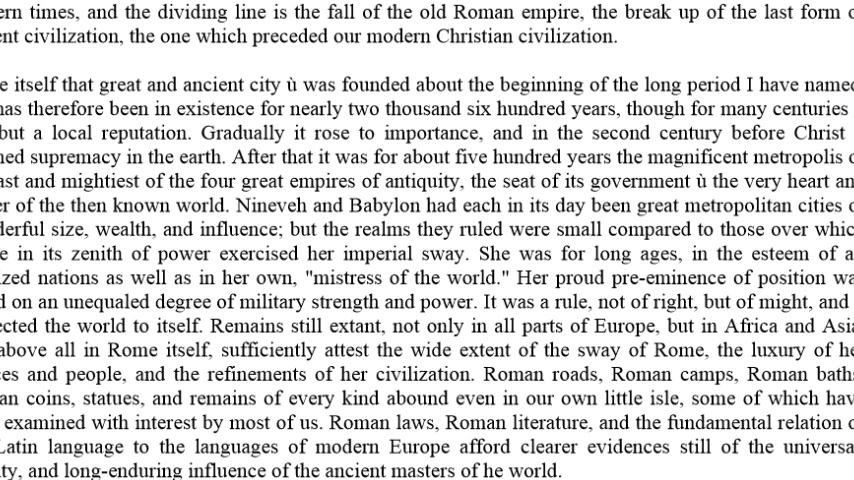 ern times, and the dividing line is the fall of the old Roman empire, the break up of the last form o
ent civilization, the one which preceded our modern Christian civilization.
e itself that great and ancient city ù was founded about the beginning of the long period I have named
has therefore been in existence for nearly two thousand six hundred years, though for many centuries
but a local reputation. Gradually it rose to importance, and in the second century before Christ
ned supremacy in the earth. After that it was for about five hundred years the magnificent metropolis o
ast and mightiest of the four great empires of antiquity, the seat of its government ù the very heart an
er of the then known world. Nineveh and Babylon had each in its day been great metropolitan cities o
derful size, wealth, and influence; but the realms they ruled were small compared to those over whic
e in its zenith of power exercised her imperial sway. She was for long ages, in the esteem of a
ized nations as well as in her own, "mistress of the world." Her proud pre-eminence of position wa
d on an unequaled degree of military strength and power. It was a rule, not of right, but of might, and
ected the world to itself. Remains still extant, not only in all parts of Europe, but in Africa and Asia
above all in Rome itself, sufficiently attest the wide extent of the sway of Rome, the luxury of he
ces and people, and the refinements of her civilization. Roman roads, Roman camps, Roman baths
an coins, statues, and remains of every kind abound even in our own little isle, some of which hav
examined with interest by most of us. Roman laws, Roman literature, and the fundamental relation o
Latin language to the languages of modern Europe afford clearer evidences still of the universa
ty, and long-enduring influence of the ancient masters of he world.